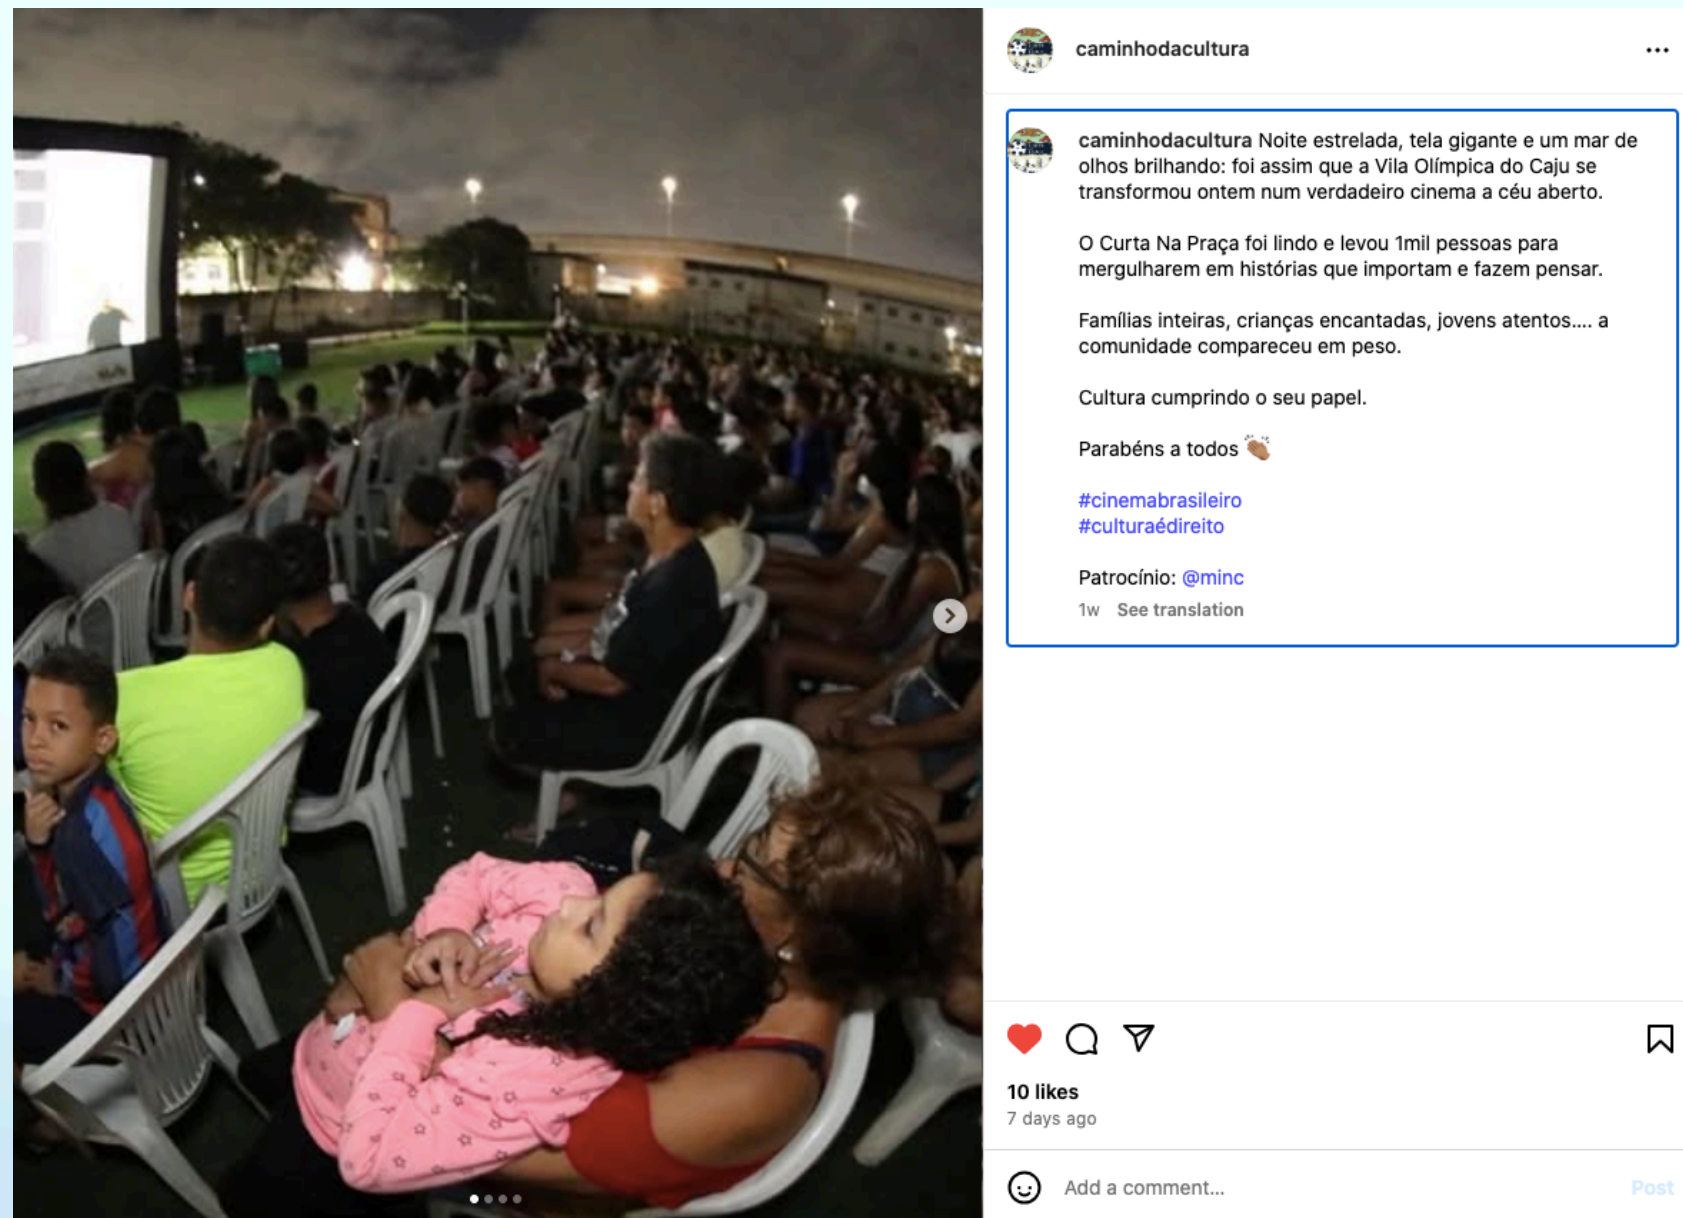 caminhodacultura
caminhodacultura Noite estrelada, tela gigante e um mar de
olhos brilhando: foi assim que a Vila Olímpica do Caju se
transformou ontem num verdadeiro cinema a céu aberto.
O Curta Na Praça foi lindo e levou 1mil pessoas para
mergulharem em histórias que importam e fazem pensar.
Famílias inteiras, crianças encantadas, jovens atentos.... a
comunidade compareceu em peso.
Cultura cumprindo o seu papel.
Parabéns a todos 👏🏽
#cinemabrasileiro
#culturaédireito
Patrocínio: @minc
1w See translation
10 likes
7 days ago
Add a comment...
Post